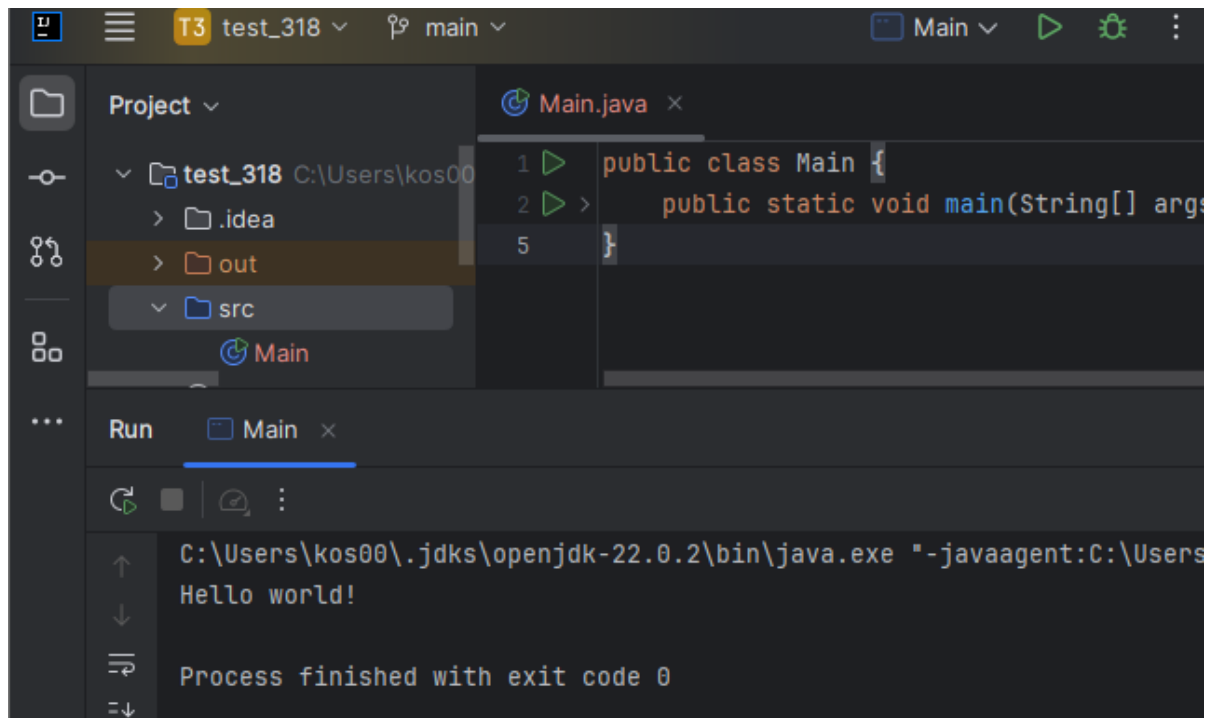 IJ
T3 test_318 main Main
Project
Main.java
test_318 C:\Users\kos00
.idea
out
src
Main
1 public class Main {
2 public static void main(String[] args
5 }
Run Main
C:\Users\kos00\.jdks\openjdk-22.0.2\bin\java.exe "-javaagent:C:\Users
Hello world!
Process finished with exit code 0